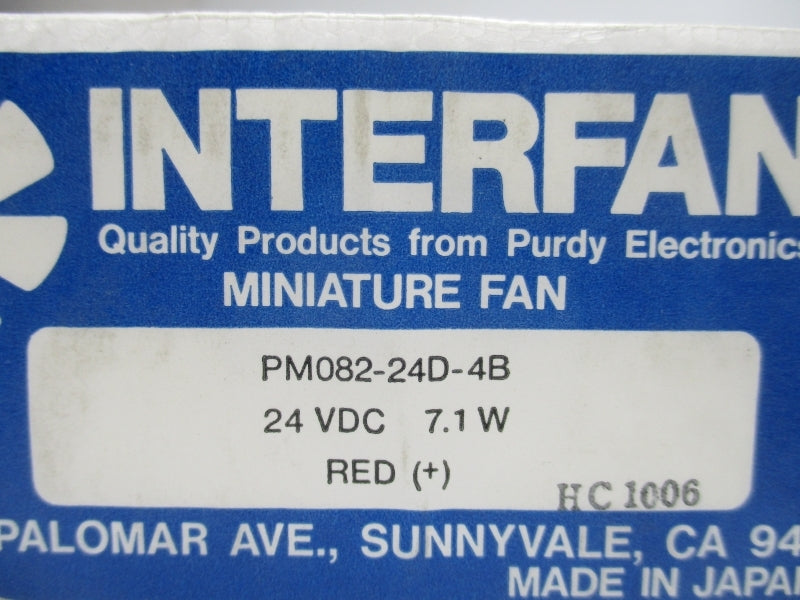 INTERFAN
Quality Products from Purdy Electronics
MINIATURE FAN
PM082-24D-4B
24 VDC 7.1 W
RED (+)
HC 1006
PALOMAR AVE., SUNNYVALE, CA 94
MADE IN JAPAN